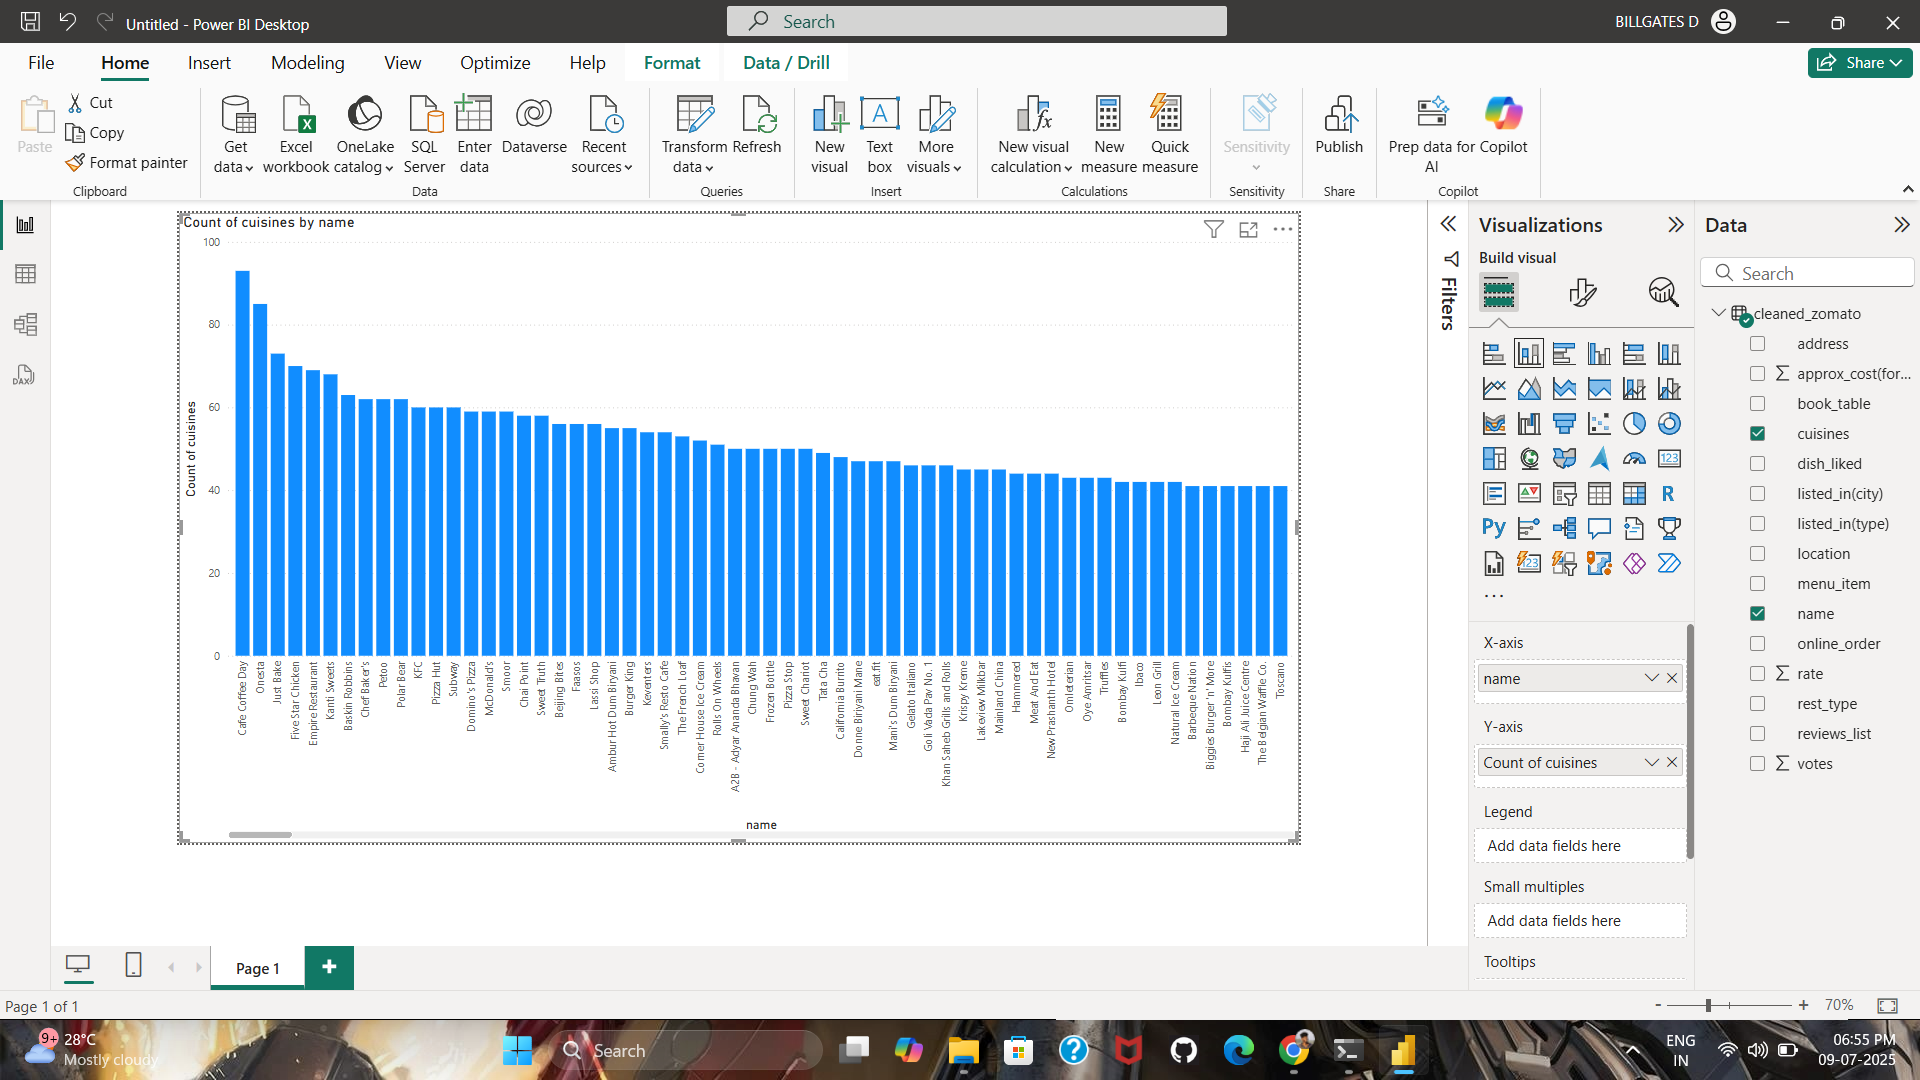 Untitled - Power BI Desktop
Search
BILLGATES D
File
Home
Insert
Modeling
View
Optimize
Help
Format
Data / Drill
Share
Paste
Cut
Copy
Format painter
Clipboard
Get
data
Excel
workbook
OneLake
catalog
SQL
Server
Enter
data
Dataverse
Recent
sources
Data
Transform
data
Refresh
Queries
New
visual
Text
box
More
visuals
Insert
New visual
calculation
New
measure
Quick
measure
Calculations
Sensitivity
Sensitivity
Publish
Share
Prep data for
AI
Copilot
Copilot
Count of cuisines by name
Count of cuisines
100
80
60
40
20
0
Cafe Coffee Day
Onesta
Just Bake
Five Star Chicken
Empire Restaurant
Kanti Sweets
Baskin Robbins
Chef Baker's
Petoo
Polar Bear
KFC
Pizza Hut
Subway
Domino's Pizza
McDonald's
Smoor
Chai Point
Sweet Truth
Beijing Bites
Faasos
Lassi Shop
Ambur Hot Dum Biryani
Burger King
Keventers
Smally's Resto Cafe
The French Loaf
Corner House Ice Cream
Rolls On Wheels
A2B - Adyar Ananda Bhavan
Chung Wah
Frozen Bottle
Pizza Stop
Sweet Chariot
Tata Cha
California Burrito
Donne Biriyani Mane
eat.fit
Mani's Dum Biryani
Gelato Italiano
Goli Vada Pav No. 1
Khan Saheb Grills and Rolls
Krispy Kreme
Lakeview Milkbar
Mainland China
Hammered
Meat And Eat
New Prashanth Hotel
Omleterian
Oye Amritsar
Truffles
Bombay Kulfi
Ibaco
Leon Grill
Natural Ice Cream
Barbeque Nation
Biggies Burger 'n' More
Bombay Kulfis
Haji Ali Juice Centre
The Belgian Waffle Co.
Toscano
name
Filters
Visualizations
Build visual
X-axis
name
Y-axis
Count of cuisines
Legend
Add data fields here
Small multiples
Add data fields here
Tooltips
Data
Search
cleaned_zomato
address
approx_cost(for...
book_table
cuisines
dish_liked
listed_in(city)
listed_in(type)
location
menu_item
name
online_order
rate
rest_type
reviews_list
votes
Page 1
Page 1 of 1
70%
9+
28°C
Mostly cloudy
Search
ENG
IN
06:55 PM
09-07-2025